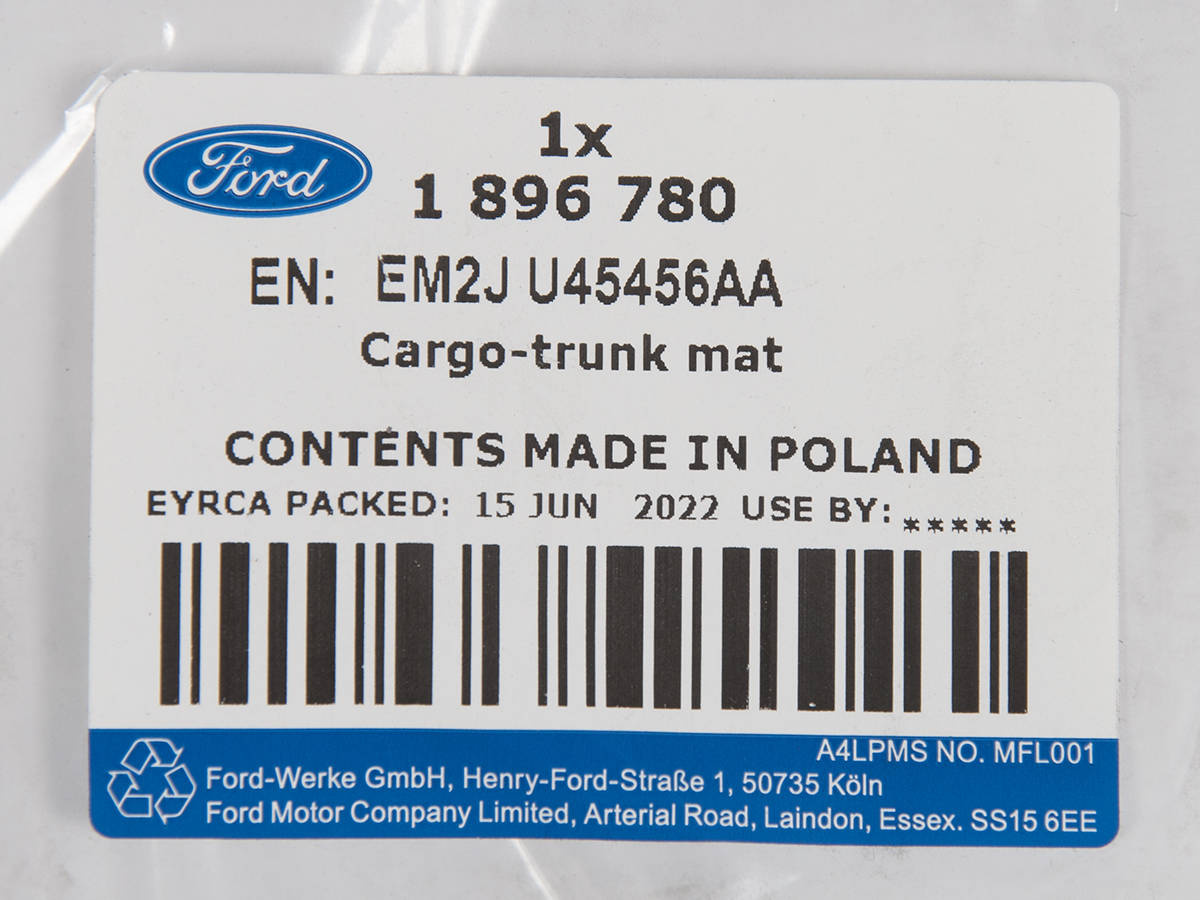 Ford
1x
1 896 780
EN: EM2J U45456AA
Cargo-trunk mat
CONTENTS MADE IN POLAND
EYRCA PACKED: 15 JUN 2022 USE BY: *****
A4LPMS NO. MFL001
Ford-Werke GmbH, Henry-Ford-Straße 1, 50735 Köln
Ford Motor Company Limited, Arterial Road, Laindon, Essex. SS15 6EE